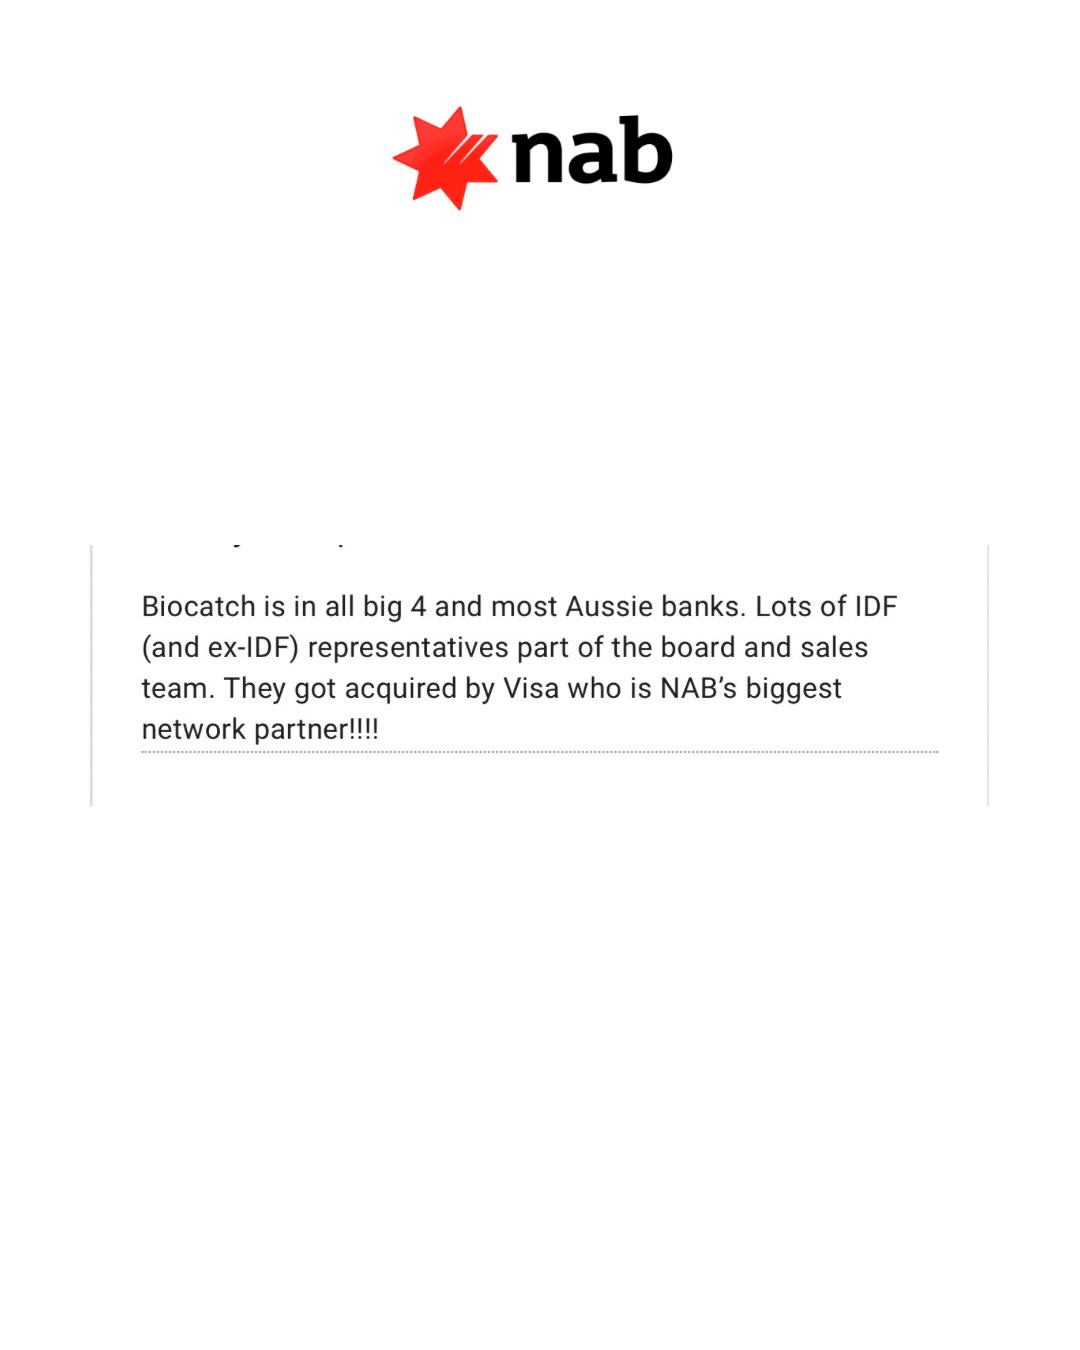 nab
Biocatch is in all big 4 and most Aussie banks. Lots of IDF
(and ex-IDF) representatives part of the board and sales
team. They got acquired by Visa who is NAB’s biggest
network partner!!!!